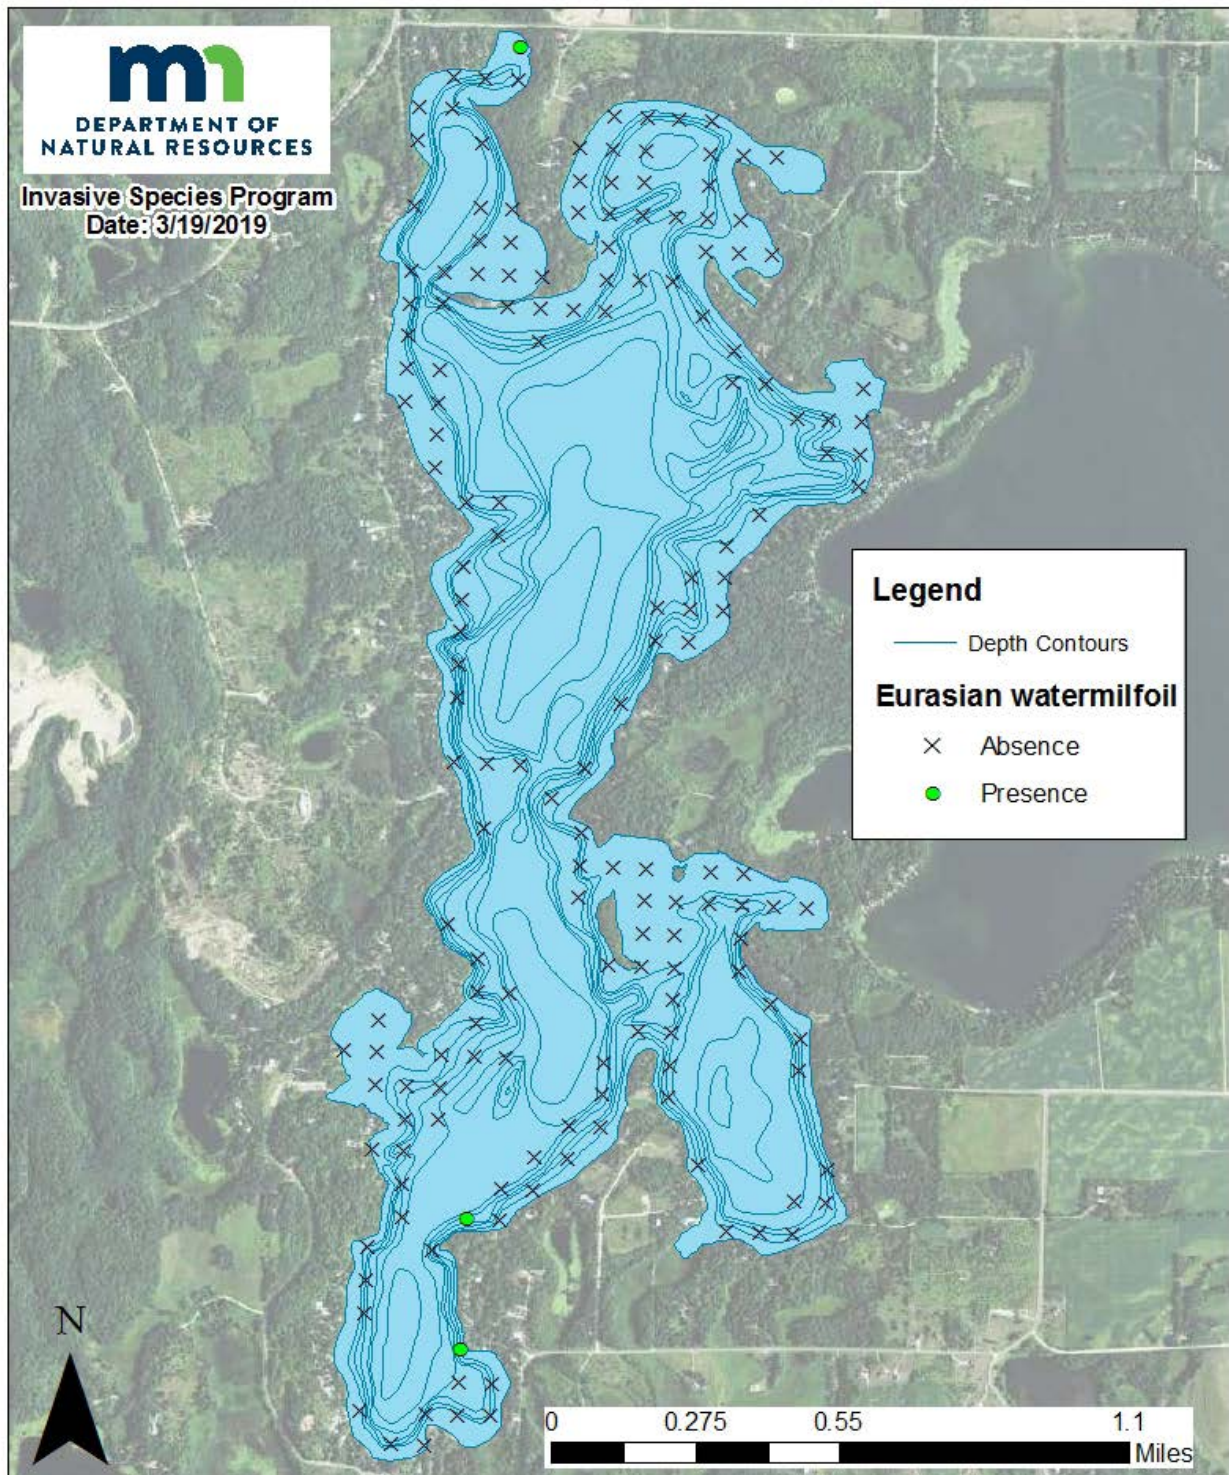 mn
DEPARTMENT OF
NATURAL RESOURCES
Invasive Species Program
Date: 3/19/2019
Legend
Depth Contours
Eurasian watermilfoil
Absence
Presence
N
0 0.275 0.55 1.1
Miles